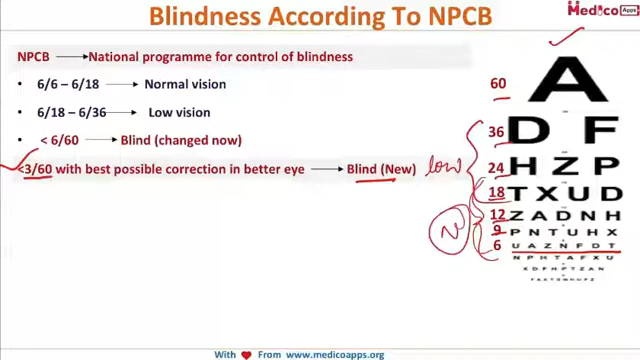 Blindness According To NPCB
Medico Apps
NPCB → National programme for control of blindness
• 6/6 – 6/18 → Normal vision
• 6/18 – 6/36 → Low vision
• < 6/60 → Blind (changed now)
<3/60 with best possible correction in better eye → Blind (New)
low
N
60 A
36 D F
24 H Z P
18 T X U D
12 Z A D N H
9 P N T U H X
6 U A Z N F D T
N P H T A F X U
X D F H P T Z A N
With ❤ From www.medicoapps.org